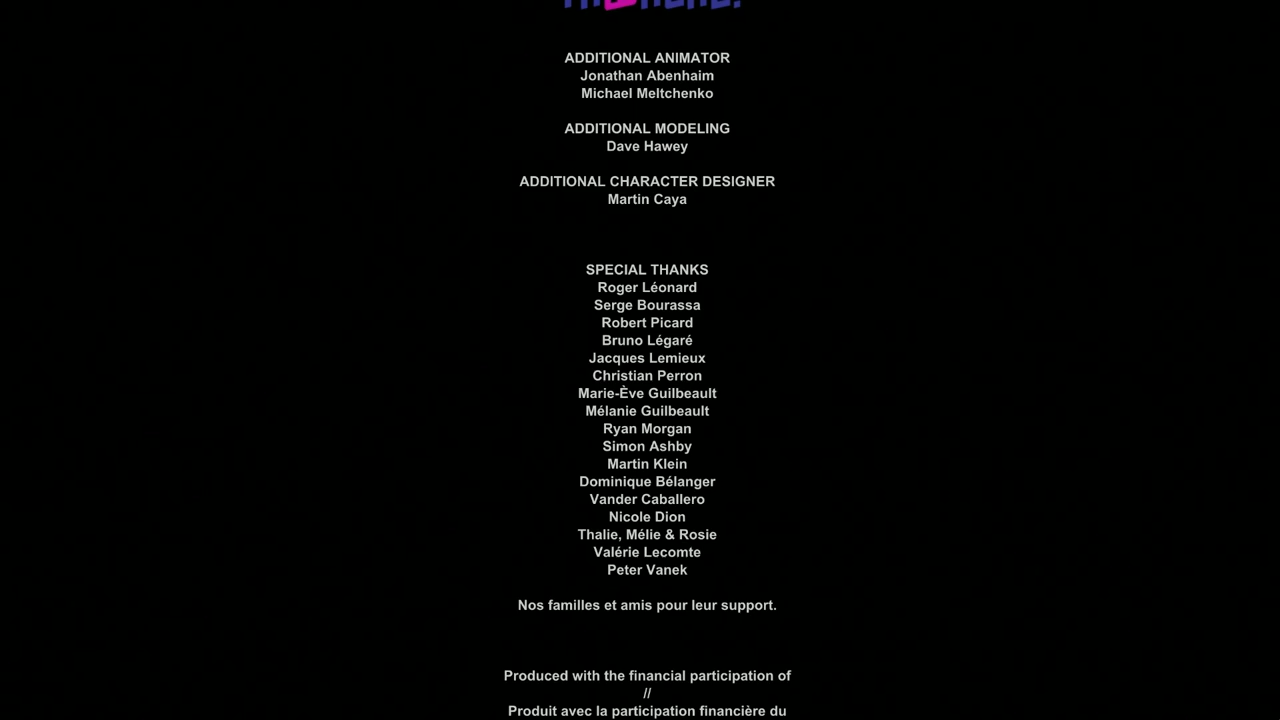 ADDITIONAL ANIMATOR
Jonathan Abenhaim
Michael Meltchenko
ADDITIONAL MODELING
Dave Hawey
ADDITIONAL CHARACTER DESIGNER
Martin Caya
SPECIAL THANKS
Roger Léonard
Serge Bourassa
Robert Picard
Bruno Légaré
Jacques Lemieux
Christian Perron
Marie-Ève Guilbeault
Mélanie Guilbeault
Ryan Morgan
Simon Ashby
Martin Klein
Dominique Bélanger
Vander Caballero
Nicole Dion
Thalie, Mélie & Rosie
Valérie Lecomte
Peter Vanek
Nos familles et amis pour leur support.
Produced with the financial participation of
//
Produit avec la participation financière du